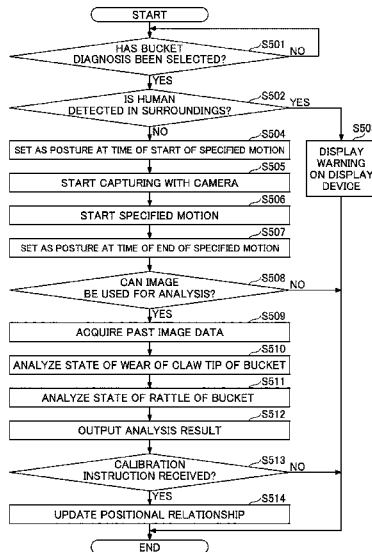 START
S501
HAS BUCKET
DIAGNOSIS BEEN SELECTED?
NO
YES
S502
IS HUMAN
DETECTED IN SURROUNDINGS?
YES
NO
S504
SET AS POSTURE AT TIME OF START OF SPECIFIED MOTION
DISPLAY
WARNING
ON DISPLAY
DEVICE
S505
START CAPTURING WITH CAMERA
S506
START SPECIFIED MOTION
S507
SET AS POSTURE AT TIME OF END OF SPECIFIED MOTION
S508
CAN IMAGE
BE USED FOR ANALYSIS?
NO
YES
S509
ACQUIRE PAST IMAGE DATA
S510
ANALYZE STATE OF WEAR OF CLAW TIP OF BUCKET
S511
ANALYZE STATE OF RATTLE OF BUCKET
S512
OUTPUT ANALYSIS RESULT
S513
CALIBRATION
INSTRUCTION RECEIVED?
NO
YES
S514
UPDATE POSITIONAL RELATIONSHIP
END